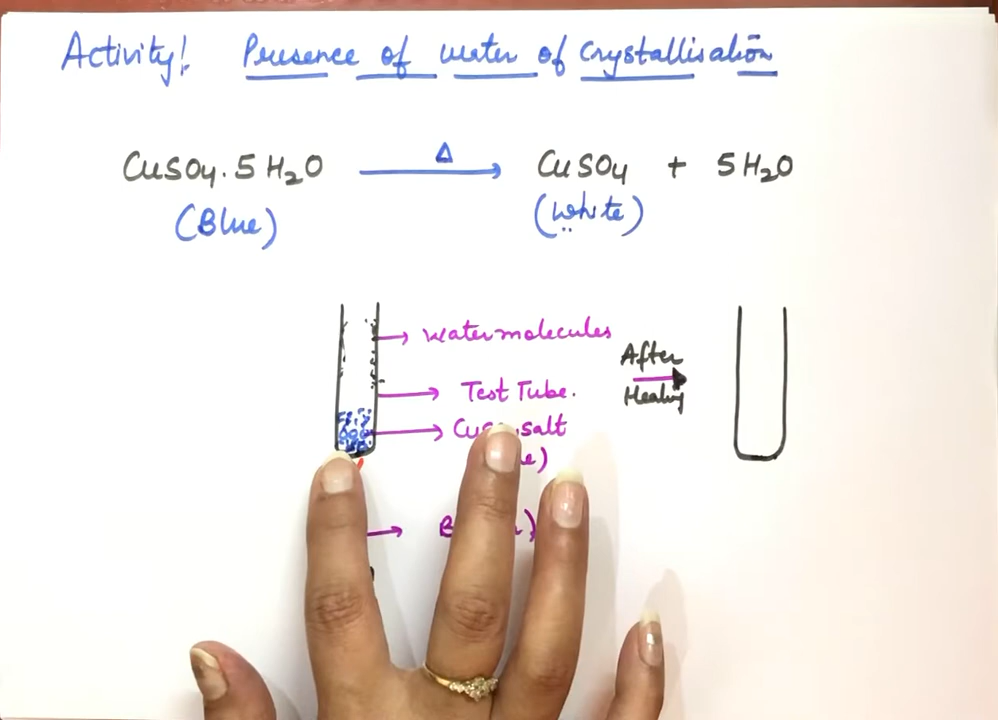 Activity! Presence of water of Crystallisation
CuSO4. 5 H2O Δ CuSO4 + 5 H2O
(Blue) (White)
Water molecules
After
Heating
Test Tube.
salt